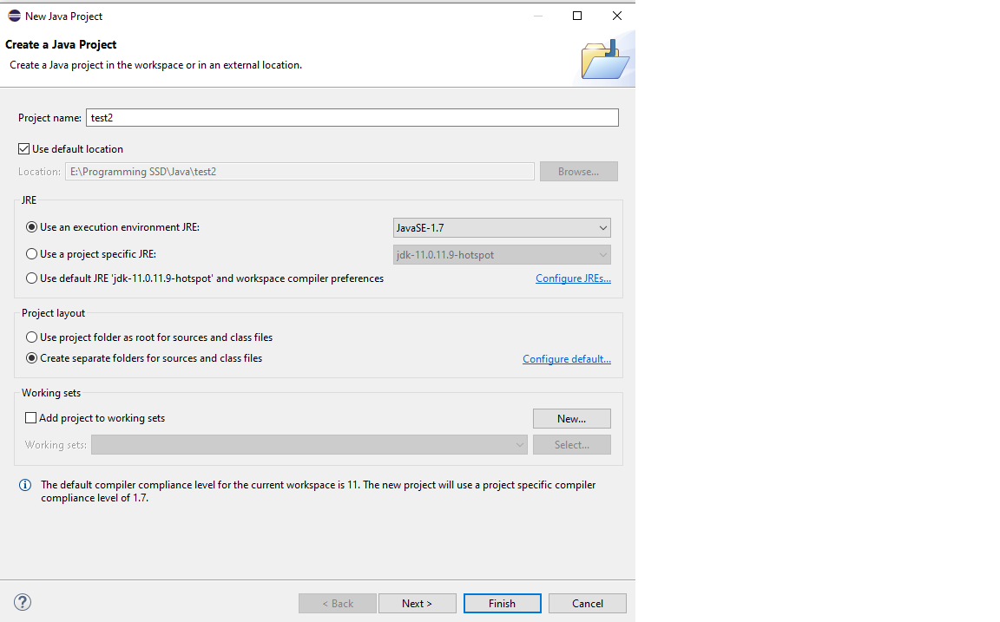 New Java Project
Create a Java Project
Create a Java project in the workspace or in an external location.
Project name: test2
Use default location
Location: E:\Programming SSD\Java\test2 Browse...
JRE
Use an execution environment JRE: JavaSE-1.7
Use a project specific JRE: jdk-11.0.11.9-hotspot
Use default JRE 'jdk-11.0.11.9-hotspot' and workspace compiler preferences Configure JREs...
Project layout
Use project folder as root for sources and class files
Create separate folders for sources and class files Configure default...
Working sets
Add project to working sets New...
Working sets: Select...
The default compiler compliance level for the current workspace is 11. The new project will use a project specific compiler
compliance level of 1.7.
? < Back Next > Finish Cancel